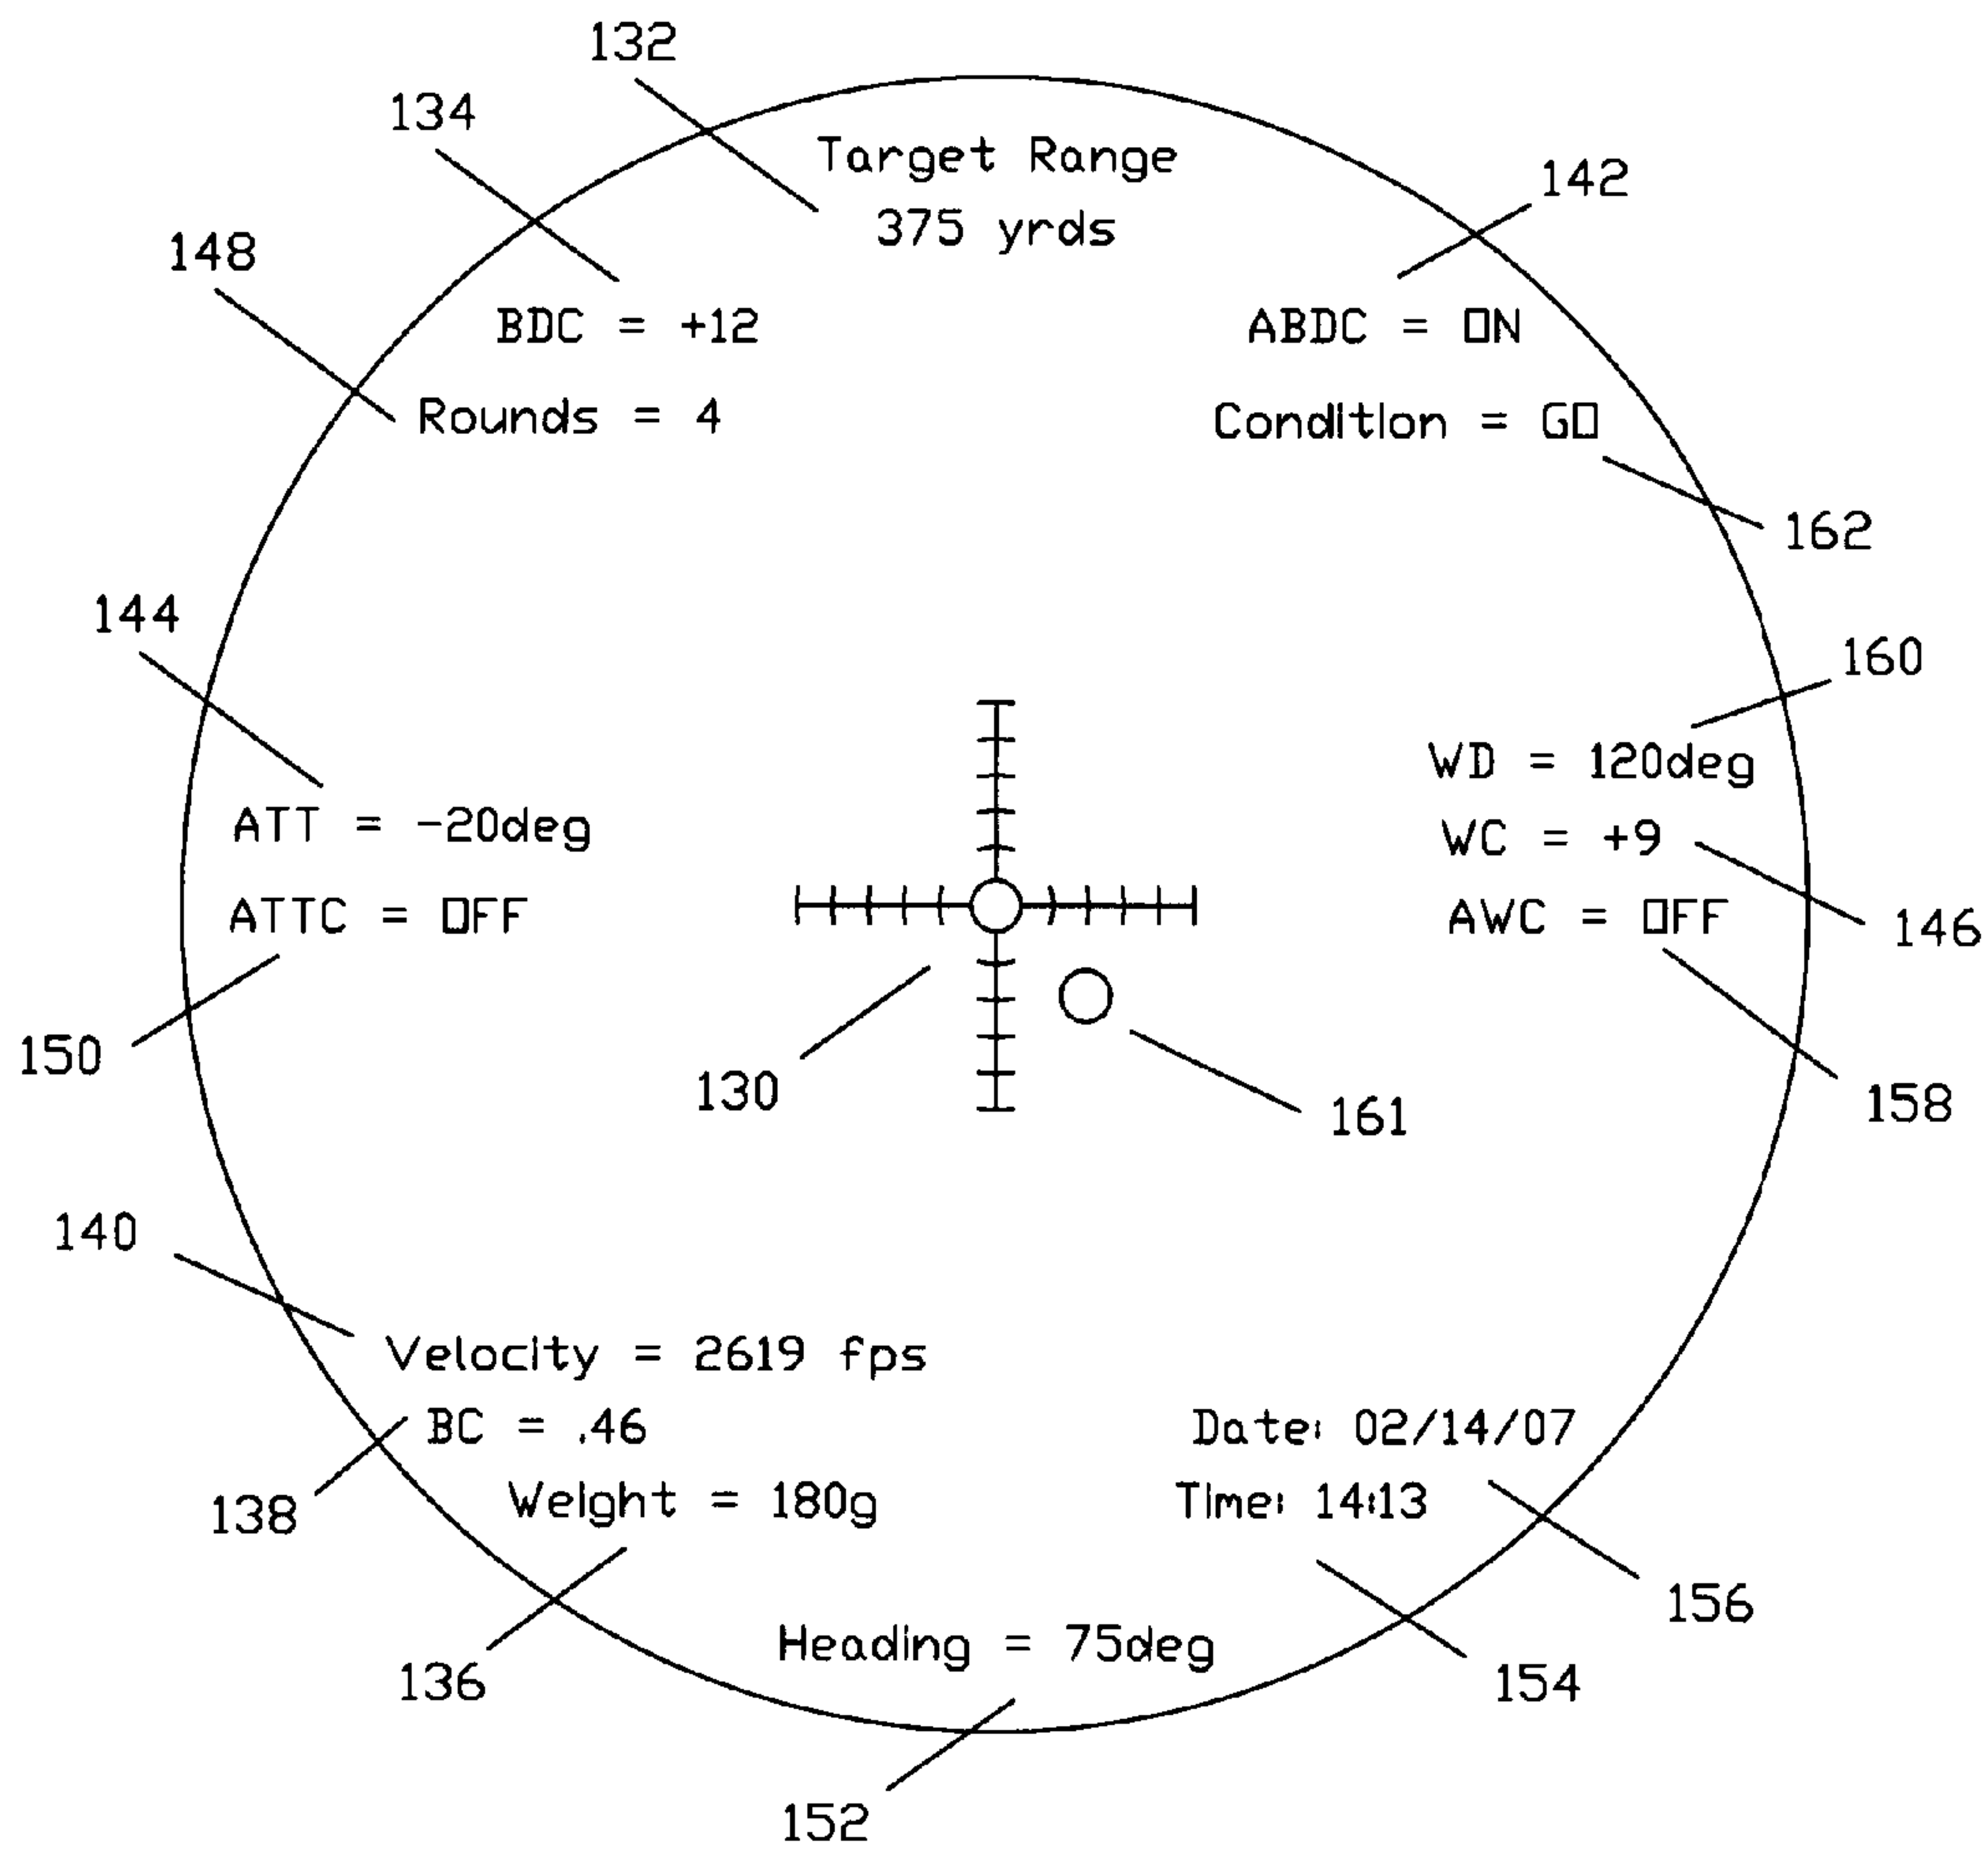 132
134
Target Range
142
375 yrds
148
BDC = +12
ABDC = ON
Rounds = 4
Condition = GO
162
144
160
WD = 120deg
ATT = -20deg
WC = +9
ATTC = OFF
AWC = OFF
146
150
130
161
158
140
Velocity = 2619 fps
BC = .46
Date: 02/14/07
138
Weight = 180g
Time: 14:13
156
Heading = 75deg
136
154
152